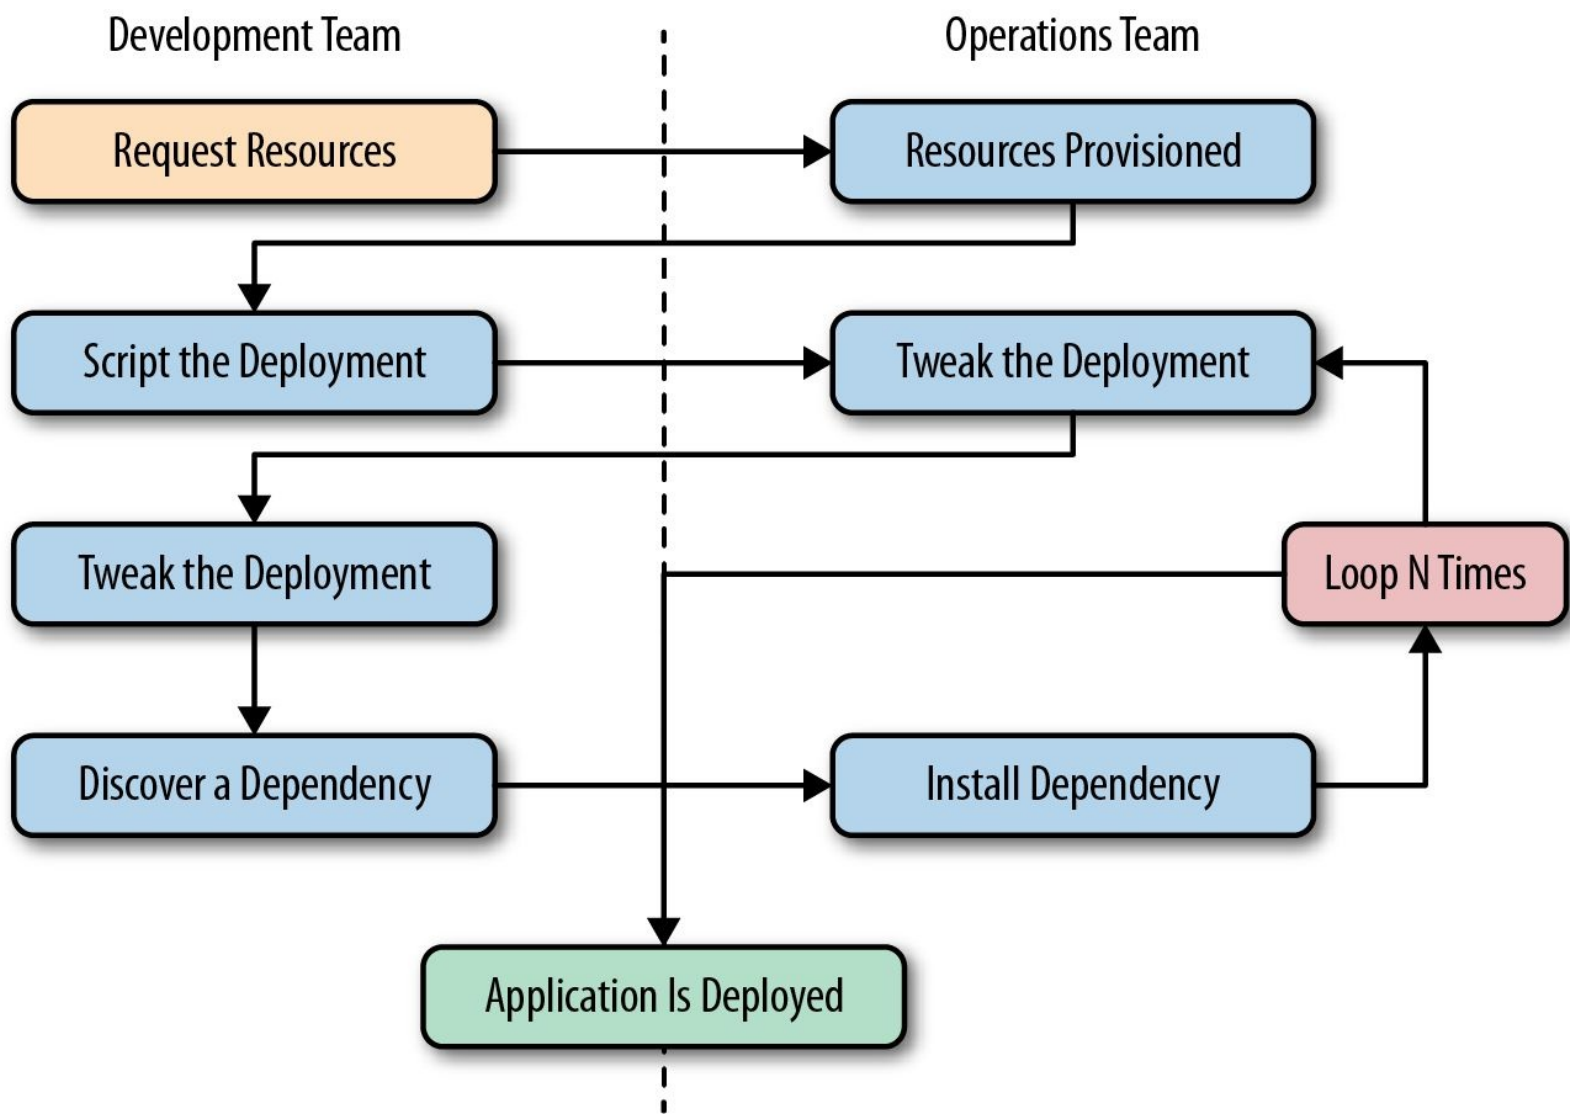 Development Team
Operations Team
Request Resources
Resources Provisioned
Script the Deployment
Tweak the Deployment
Tweak the Deployment
Loop N Times
Discover a Dependency
Install Dependency
Application Is Deployed